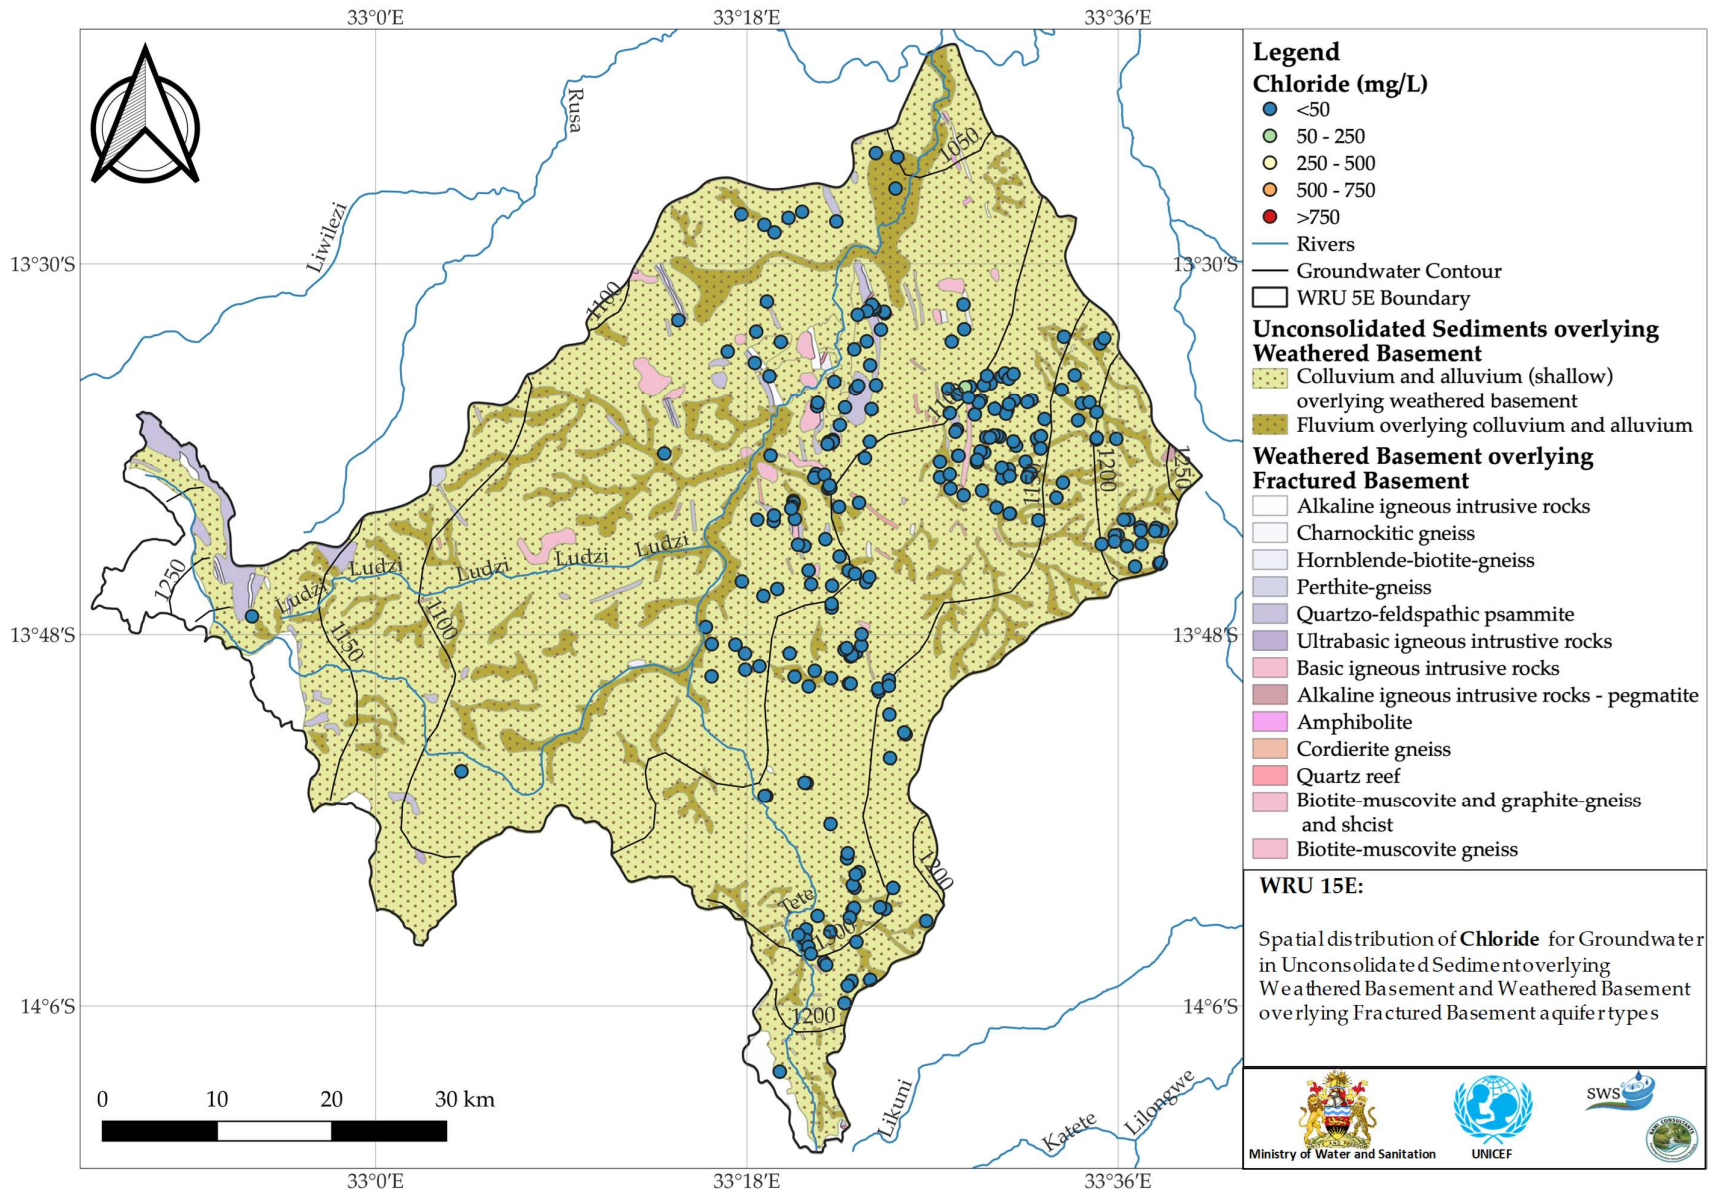 33°0′E
33°18′E
33°36′E
13°30′S
13°30′S
13°48′S
13°48′S
14°6′S
14°6′S
33°0′E
33°18′E
33°36′E
Rusa
Liwilezi
1050
1100
1200
1250
1250
Ludzi
Ludzi
Ludzi
Ludzi
Ludzi
1150
1100
Tete
1200
1200
Likuni
Katete
Lilongwe
0 10 20 30 km
Legend
Chloride (mg/L)
<50
50 - 250
250 - 500
500 - 750
>750
Rivers
Groundwater Contour
WRU 5E Boundary
Unconsolidated Sediments overlying
Weathered Basement
Colluvium and alluvium (shallow)
overlying weathered basement
Fluvium overlying colluvium and alluvium
Weathered Basement overlying
Fractured Basement
Alkaline igneous intrusive rocks
Charnockitic gneiss
Hornblende-biotite-gneiss
Perthite-gneiss
Quartzo-feldspathic psammite
Ultrabasic igneous intrustive rocks
Basic igneous intrusive rocks
Alkaline igneous intrusive rocks - pegmatite
Amphibolite
Cordierite gneiss
Quartz reef
Biotite-muscovite and graphite-gneiss
and shcist
Biotite-muscovite gneiss
WRU 15E:
Spatial distribution of Chloride for Groundwater
in Unconsolidated Sediment overlying
Weathered Basement and Weathered Basement
overlying Fractured Basement aquifer types
Ministry of Water and Sanitation
UNICEF
SWS